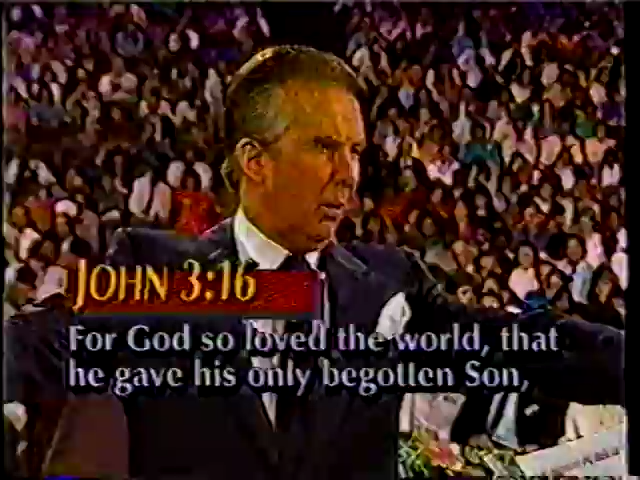 JOHN 3:16
For God so loved the world, that
he gave his only begotten Son,